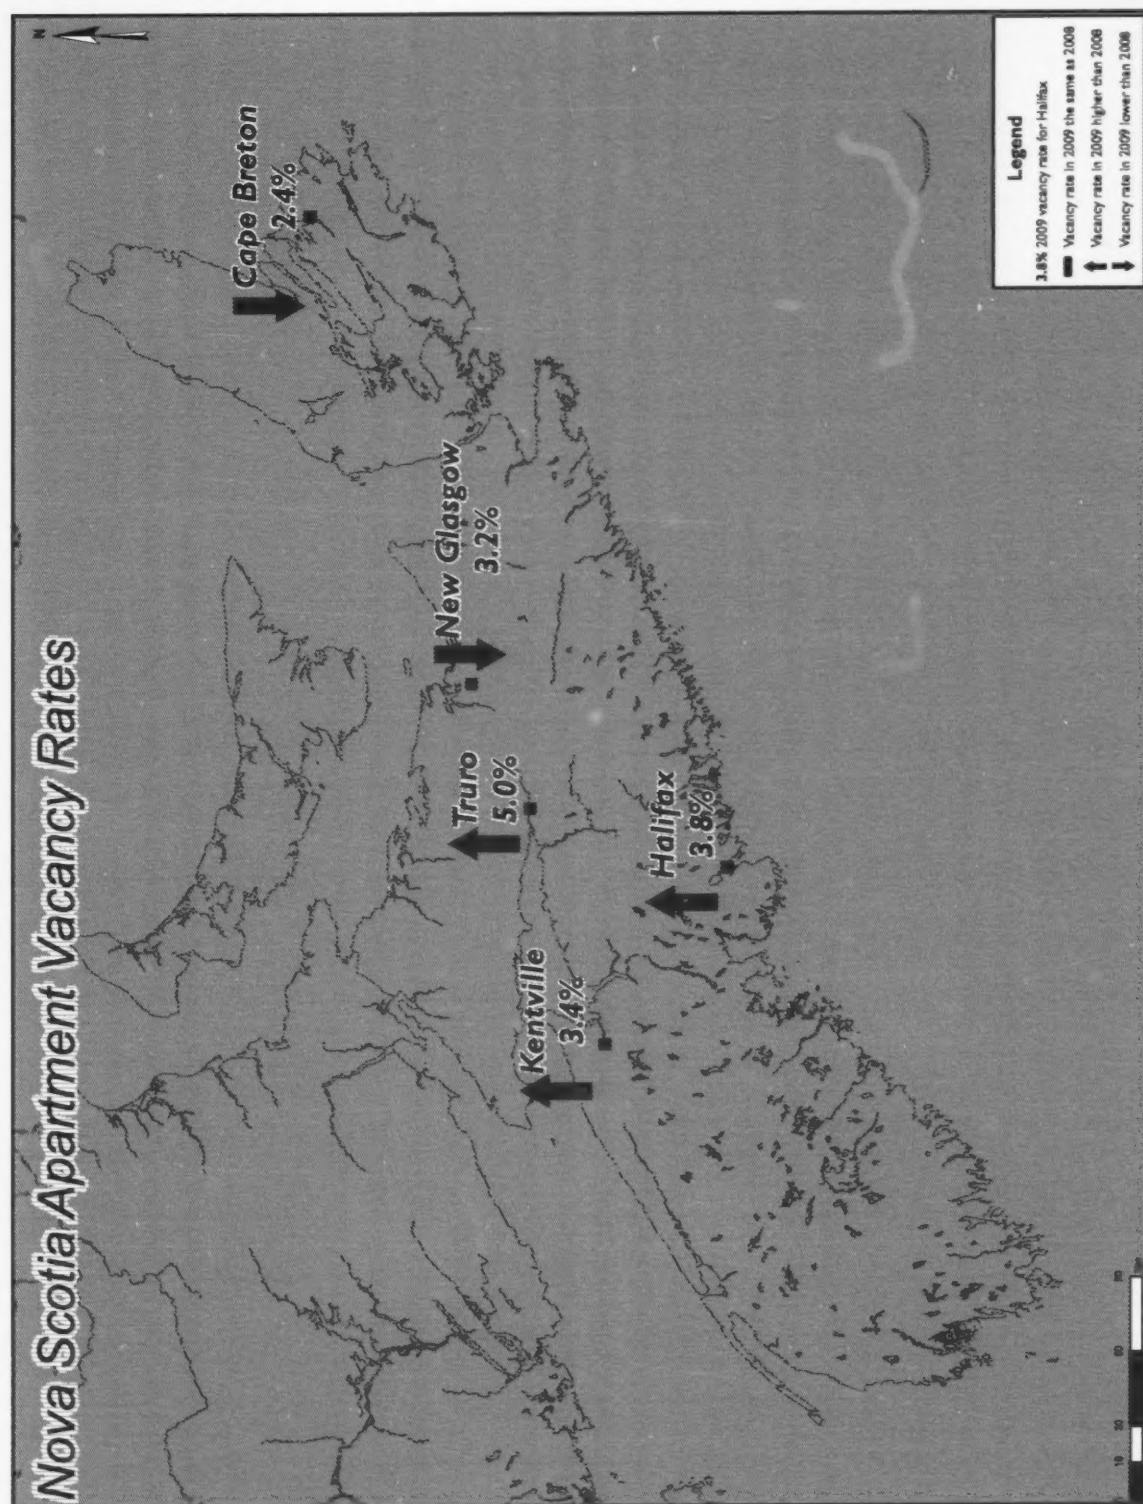 Nova Scotia Apartment Vacancy Rates
N
Cape Breton
2.4%
New Glasgow
3.2%
Truro
5.0%
Halifax
3.8%
Kentville
3.4%
Legend
3.8% 2009 vacancy rate for Halifax
Vacancy rate in 2009 the same as 2008
Vacancy rate in 2009 higher than 2008
Vacancy rate in 2009 lower than 2008
10